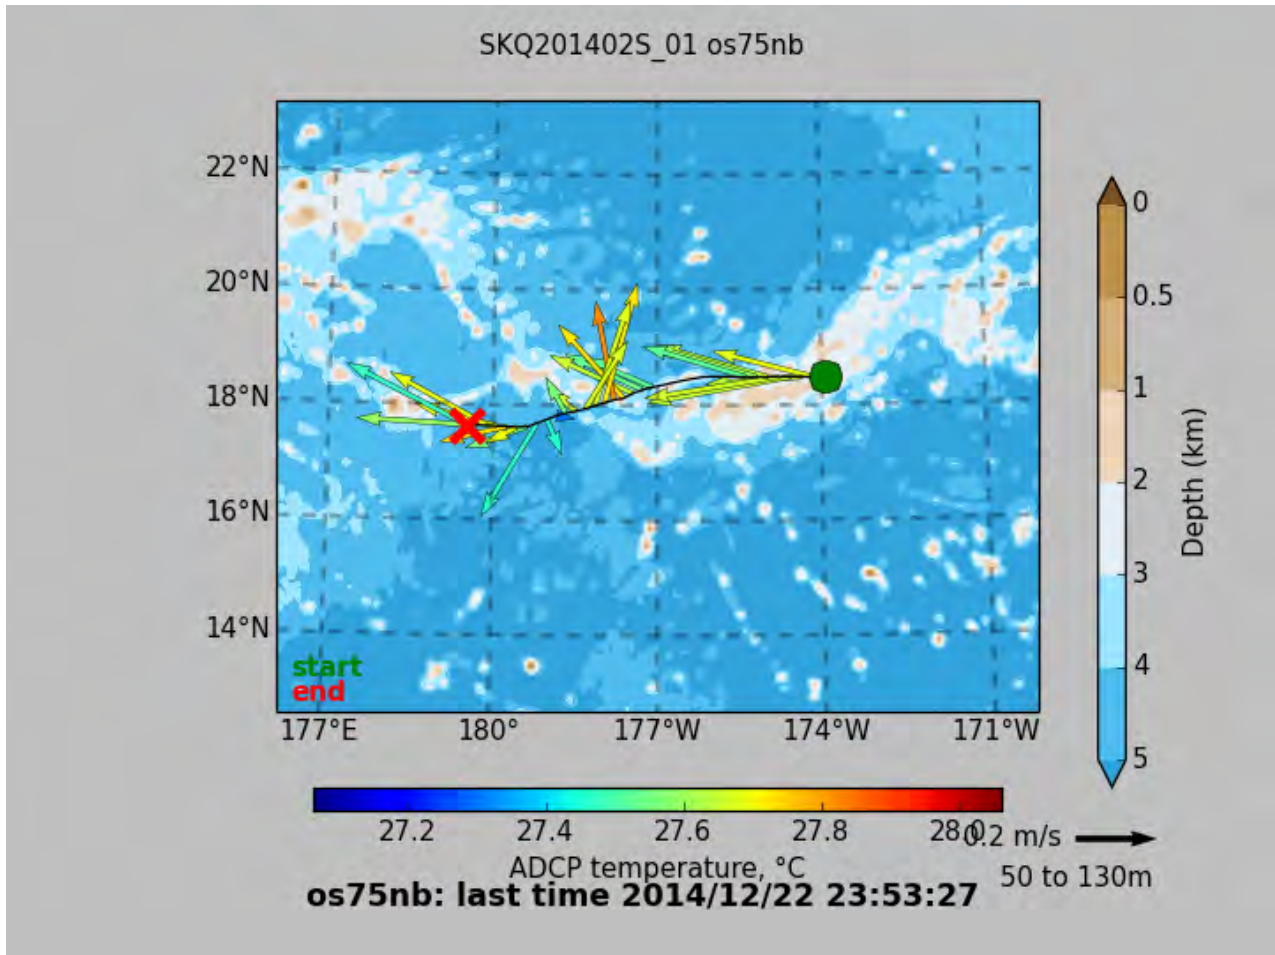 SKQ201402S_01 os75nb
22°N
20°N
18°N
16°N
14°N
start
end
177°E 180° 177°W 174°W 171°W
0
0.5
1
2
3
4
5
Depth (km)
27.2 27.4 27.6 27.8 28.0
0.2 m/s
ADCP temperature, °C
50 to 130m
os75nb: last time 2014/12/22 23:53:27